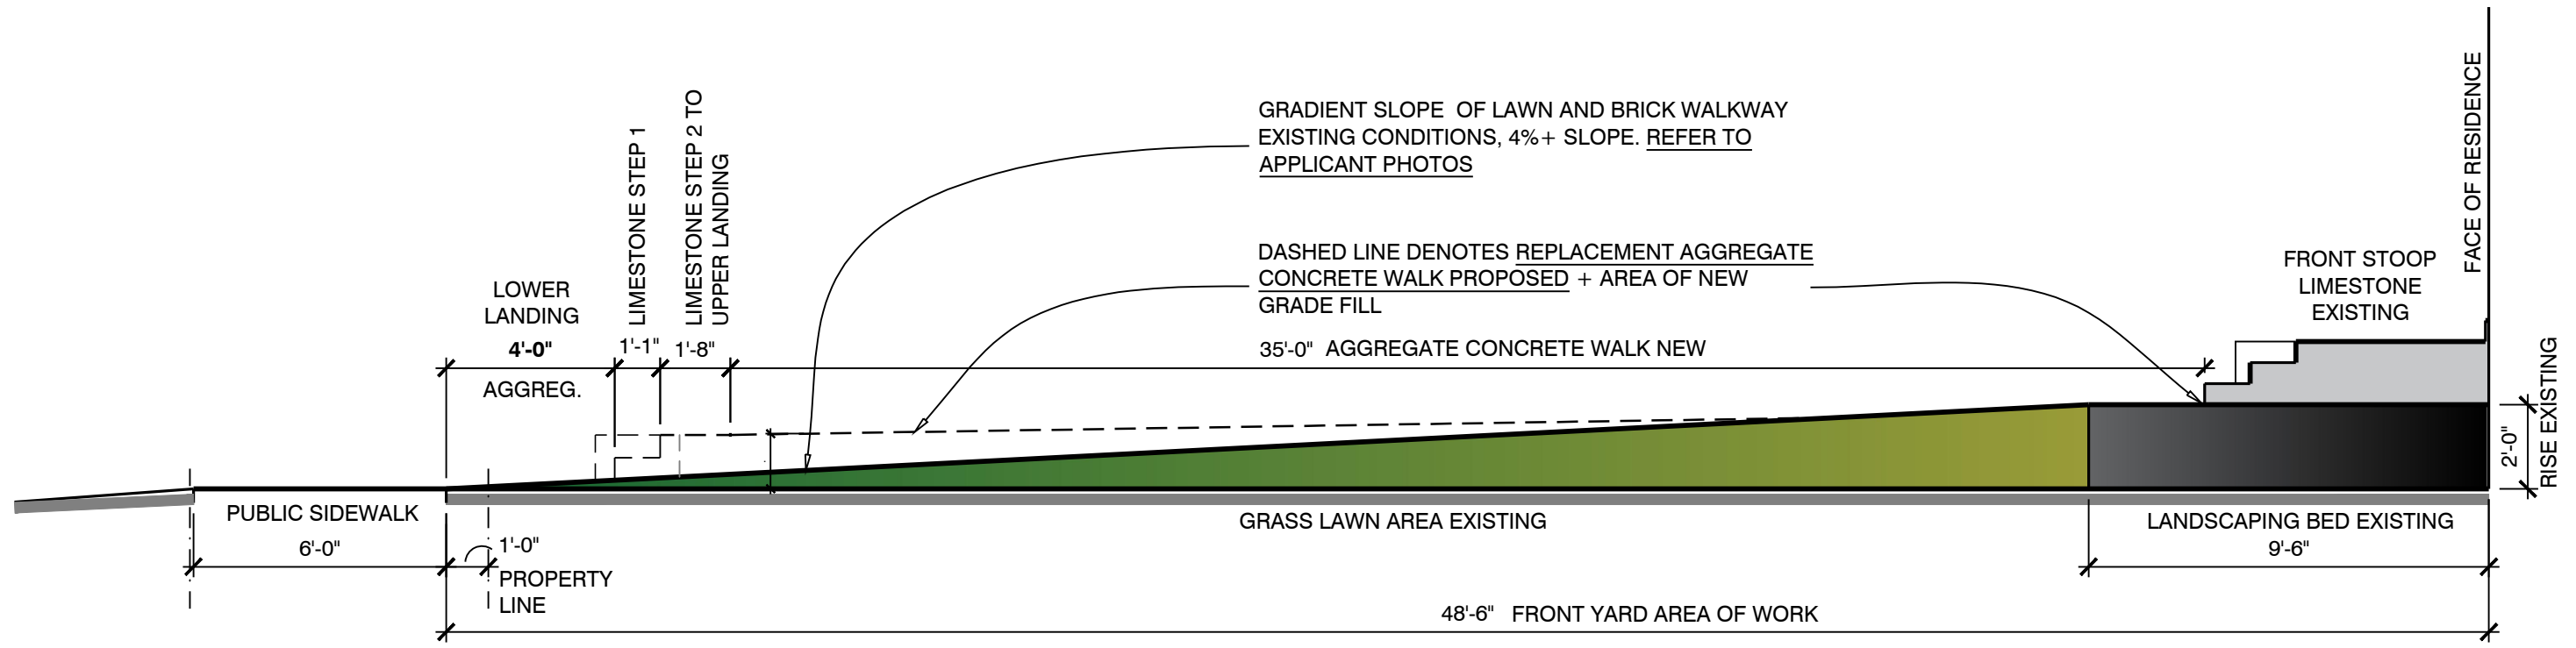 GRADIENT SLOPE OF LAWN AND BRICK WALKWAY
EXISTING CONDITIONS, 4%+ SLOPE. REFER TO
APPLICANT PHOTOS
DASHED LINE DENOTES REPLACEMENT AGGREGATE
CONCRETE WALK PROPOSED + AREA OF NEW
GRADE FILL
LOWER
LANDING
4'-0"
AGGREG.
LIMESTONE STEP 1
1'-1"
LIMESTONE STEP 2 TO
UPPER LANDING
1'-8"
35'-0" AGGREGATE CONCRETE WALK NEW
FRONT STOOP
LIMESTONE
EXISTING
FACE OF RESIDENCE
2'-0"
RISE EXISTING
PUBLIC SIDEWALK
6'-0"
1'-0"
PROPERTY
LINE
GRASS LAWN AREA EXISTING
LANDSCAPING BED EXISTING
9'-6"
48'-6" FRONT YARD AREA OF WORK